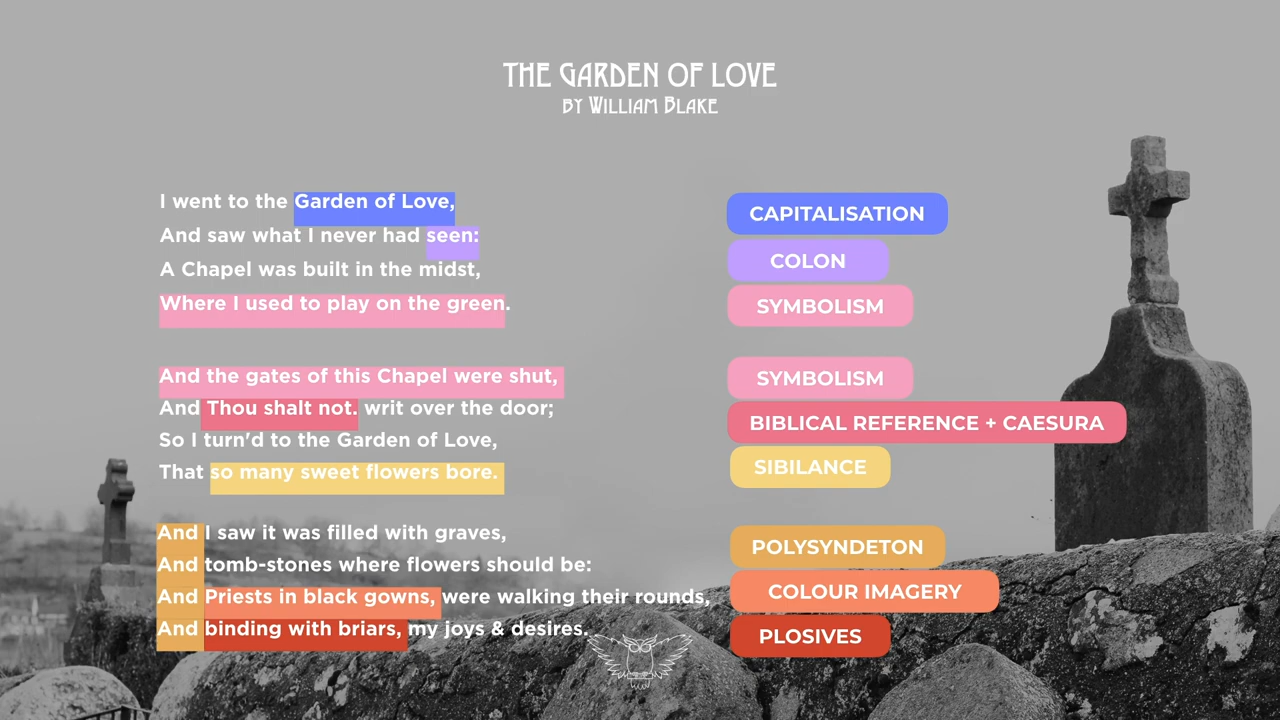 THE GARDEN OF LOVE
BY WILLIAM BLAKE
I went to the Garden of Love,
And saw what I never had seen:
A Chapel was built in the midst,
Where I used to play on the green.
And the gates of this Chapel were shut,
And Thou shalt not. writ over the door;
So I turn'd to the Garden of Love,
That so many sweet flowers bore.
And I saw it was filled with graves,
And tomb-stones where flowers should be:
And Priests in black gowns, were walking their rounds,
And binding with briars, my joys & desires.
CAPITALISATION
COLON
SYMBOLISM
SYMBOLISM
BIBLICAL REFERENCE + CAESURA
SIBILANCE
POLYSYNDETON
COLOUR IMAGERY
PLOSIVES